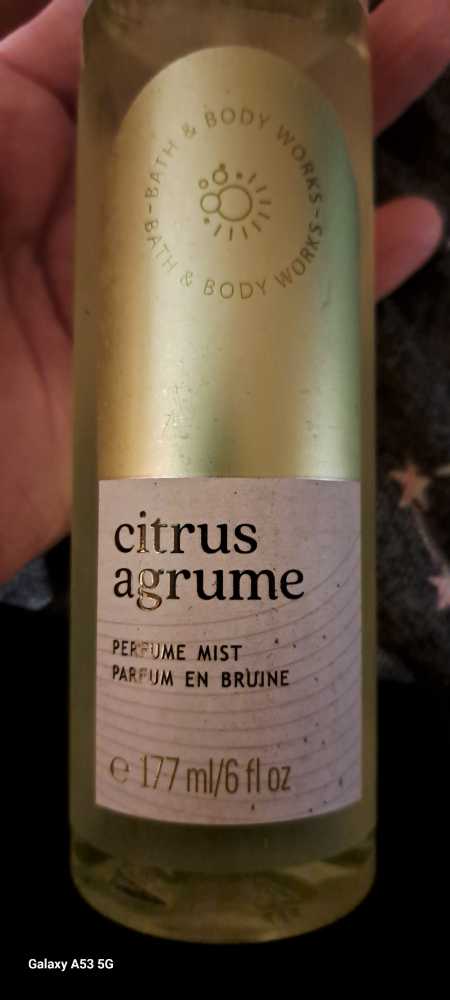 -BATH & BODY WORKS-
-BATH & BODY WORKS-
citrus
agrume
PERFUME MIST
PARFUM EN BRUINE
℮ 177 ml/6 fl oz
Galaxy A53 5G